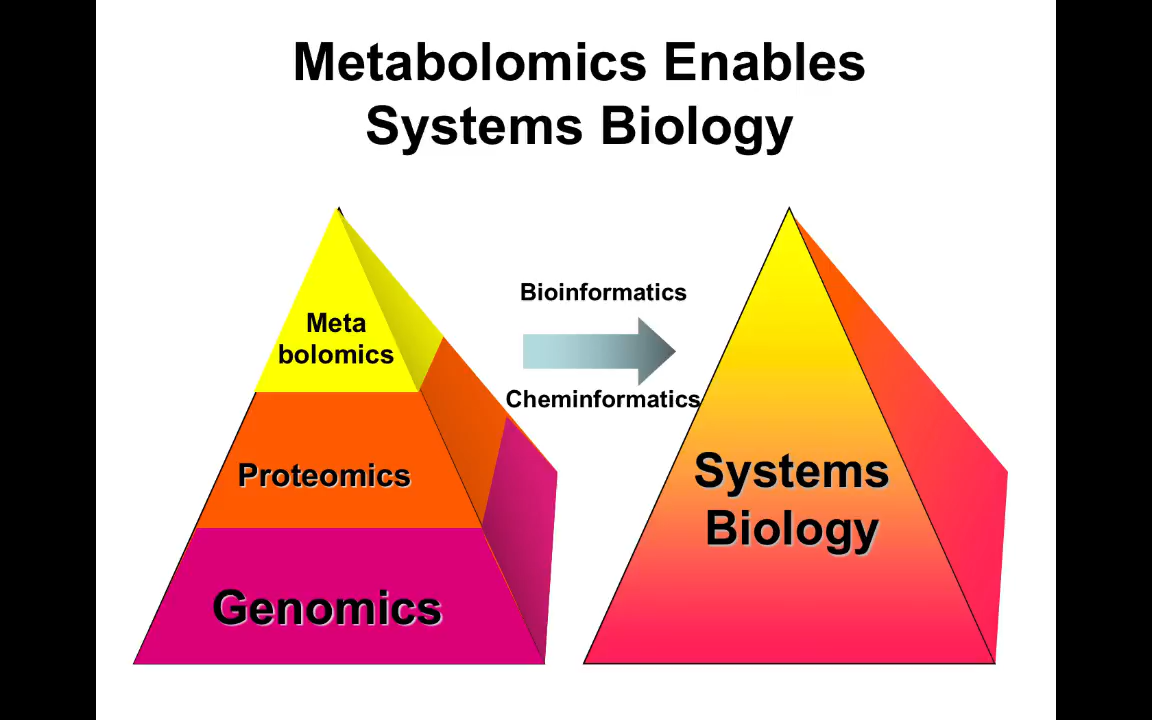 Metabolomics Enables
Systems Biology
Meta
bolomics
Proteomics
Genomics
Bioinformatics
Cheminformatics
Systems
Biology